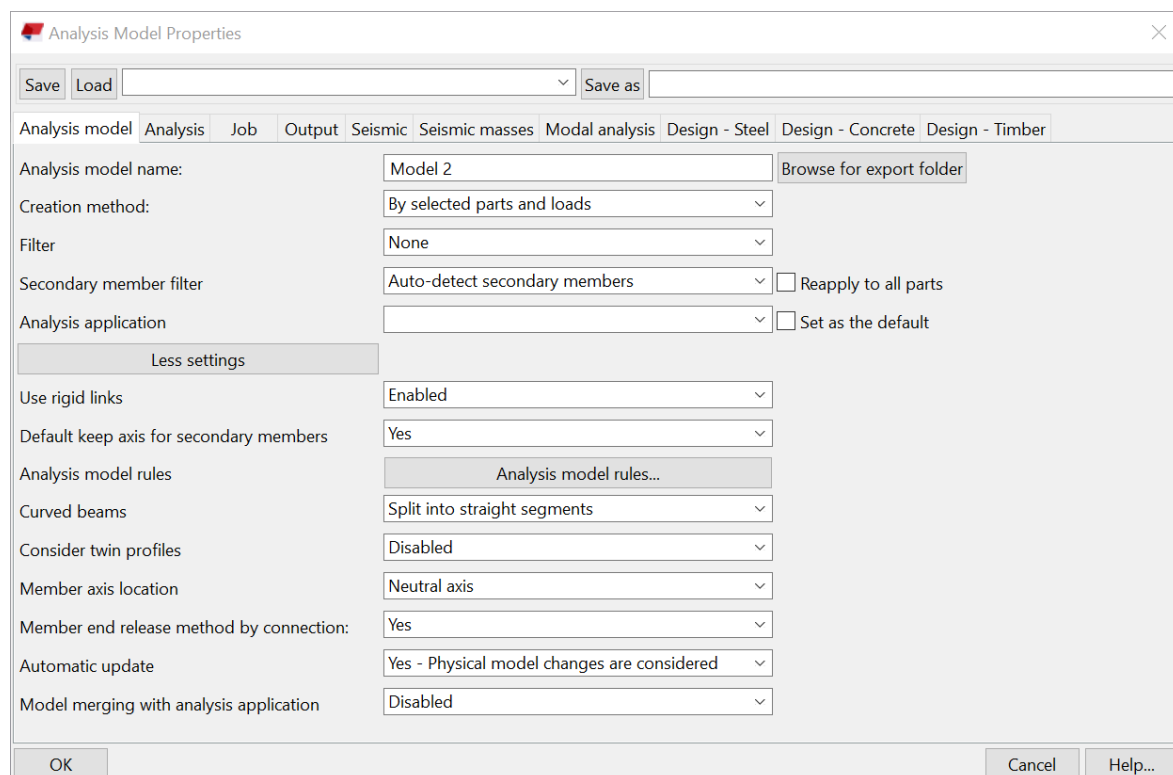 Analysis Model Properties
Save Load Save as
Analysis model Analysis Job Output Seismic Seismic masses Modal analysis Design - Steel Design - Concrete Design - Timber
Analysis model name: Model 2 Browse for export folder
Creation method: By selected parts and loads
Filter None
Secondary member filter Auto-detect secondary members Reapply to all parts
Analysis application Set as the default
Less settings
Use rigid links Enabled
Default keep axis for secondary members Yes
Analysis model rules Analysis model rules...
Curved beams Split into straight segments
Consider twin profiles Disabled
Member axis location Neutral axis
Member end release method by connection: Yes
Automatic update Yes - Physical model changes are considered
Model merging with analysis application Disabled
OK Cancel Help...